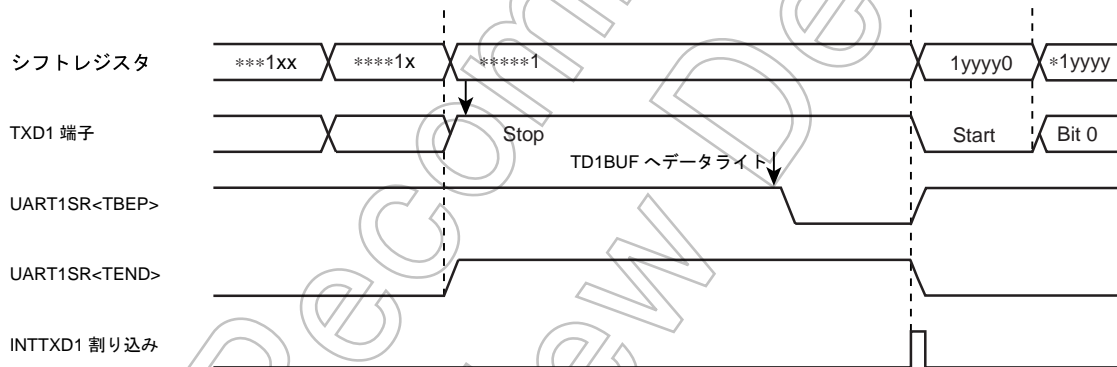 シフトレジスタ ***1xx ****1x *****1 1yyyy0 *1yyyy
TXD1 端子 Stop Start Bit 0
TD1BUF へデータライト
UART1SR<TBEP>
UART1SR<TEND>
INTTXD1 割り込み